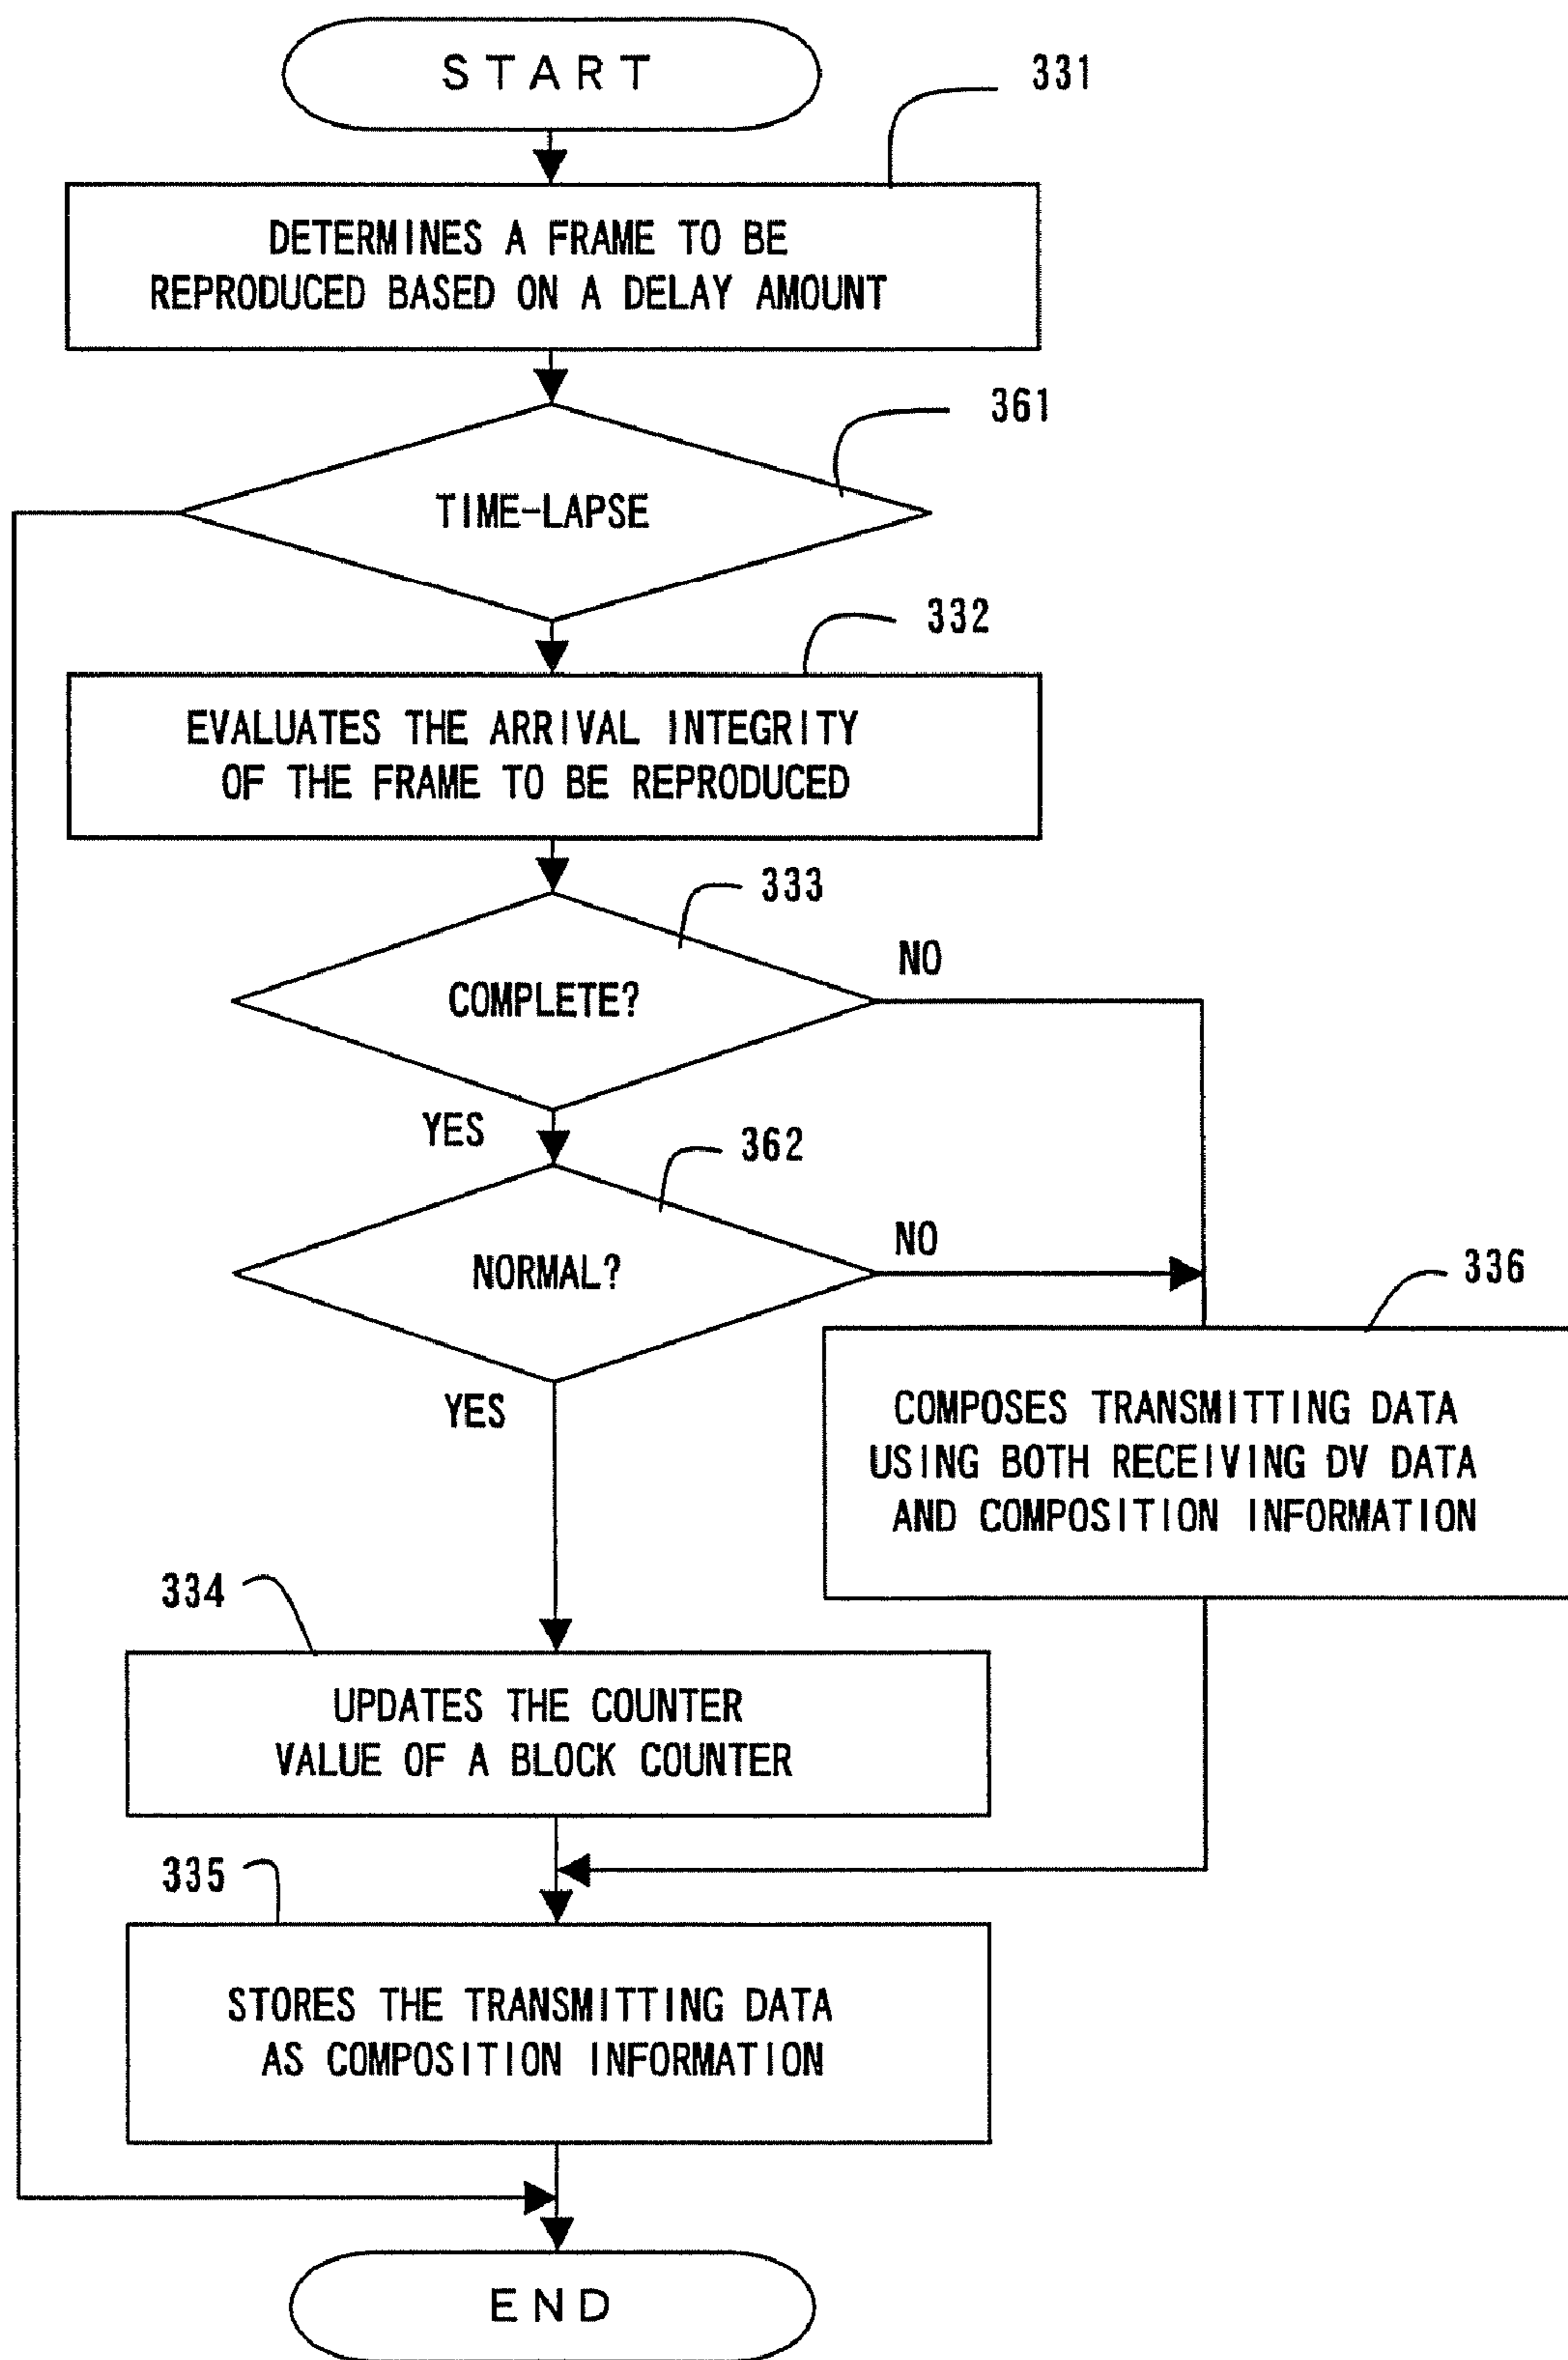 START
331
DETERMINES A FRAME TO BE
REPRODUCED BASED ON A DELAY AMOUNT
361
TIME-LAPSE
332
EVALUATES THE ARRIVAL INTEGRITY
OF THE FRAME TO BE REPRODUCED
333
NO
COMPLETE?
YES
362
NO
NORMAL?
336
YES
COMPOSES TRANSMITTING DATA
USING BOTH RECEIVING DV DATA
AND COMPOSITION INFORMATION
334
UPDATES THE COUNTER
VALUE OF A BLOCK COUNTER
335
STORES THE TRANSMITTING DATA
AS COMPOSITION INFORMATION
END